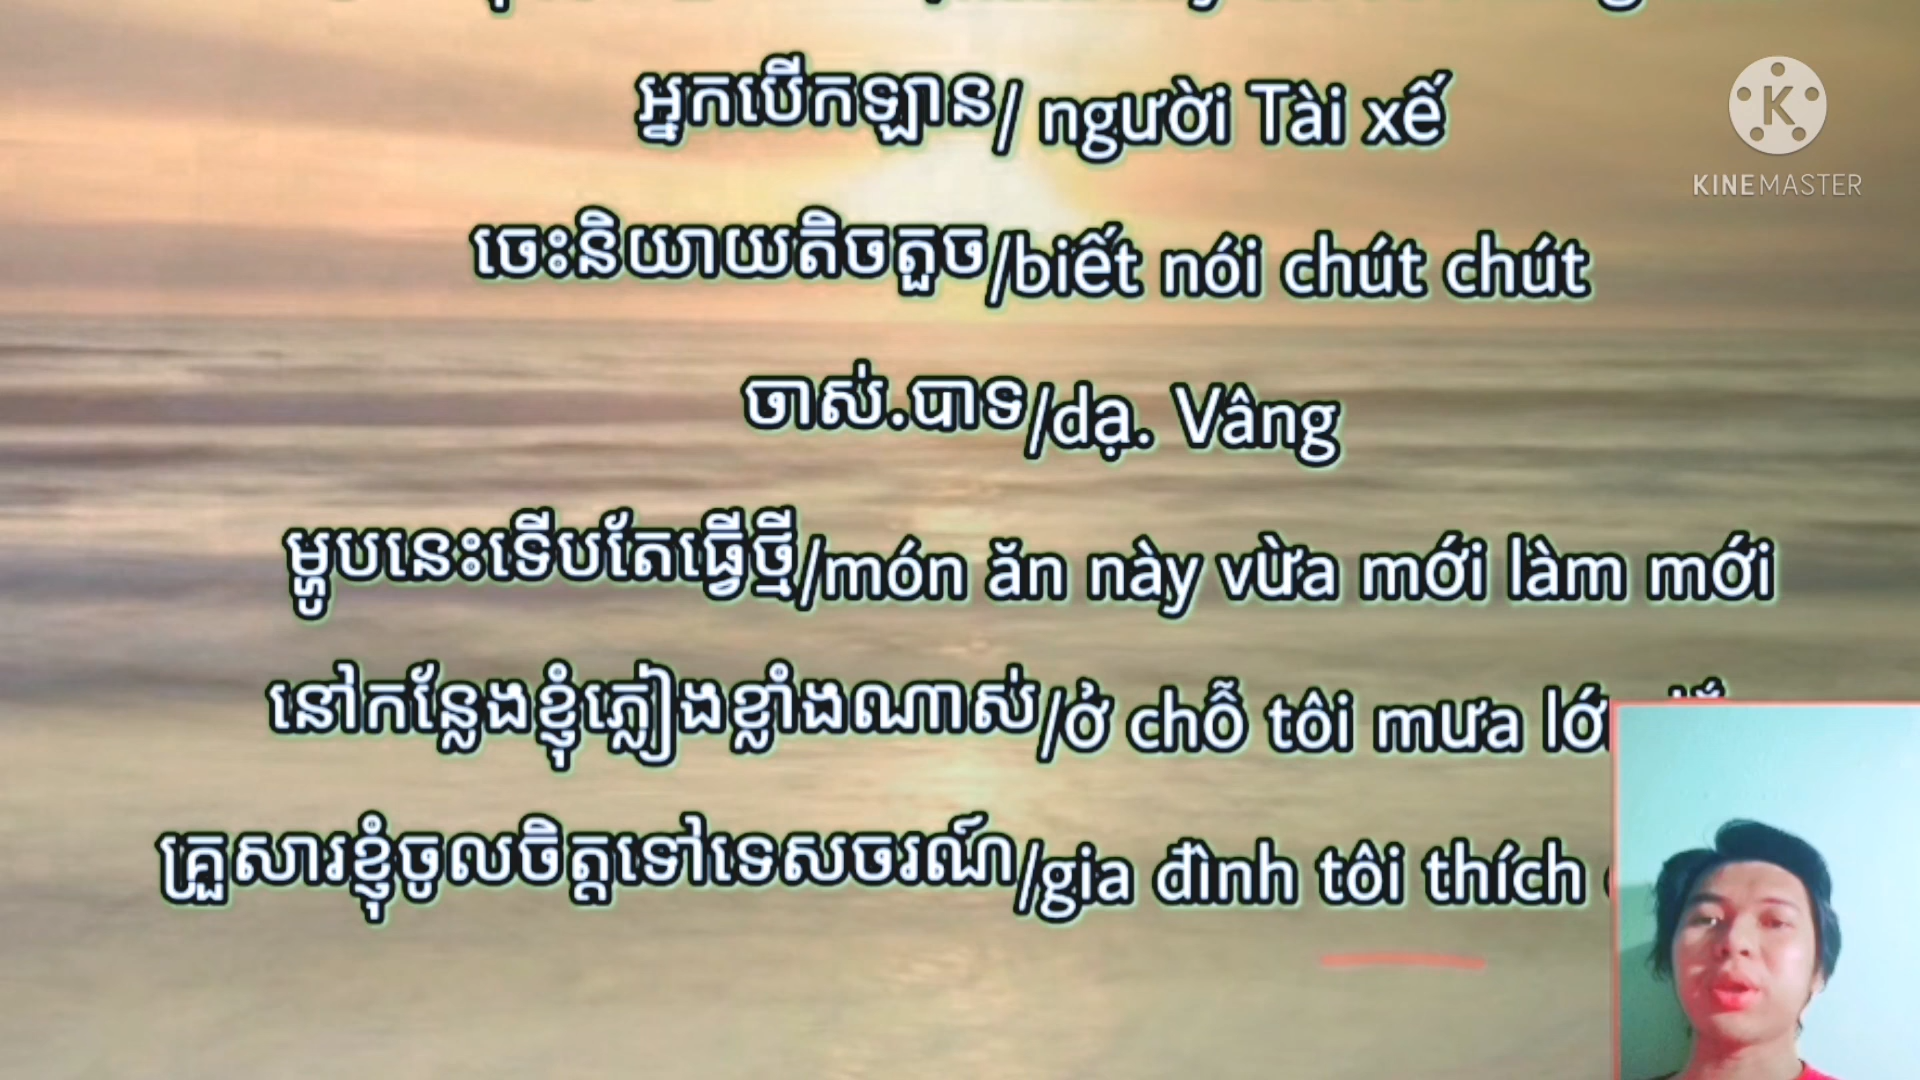 អ្នកបើកឡាន/ người Tài xế
KINEMASTER
ចេះនិយាយតិចតួច/biết nói chút chút
ចាស់.បាទ/dạ. Vâng
ម្ហូបនេះទើបតែធ្វើថ្មី/món ăn này vừa mới làm mới
នៅកន្លែងខ្ញុំភ្លៀងខ្លាំងណាស់/ở chỗ tôi mưa
គ្រួសារខ្ញុំចូលចិត្តទៅទេសចរណ៍/gia đình tôi thích